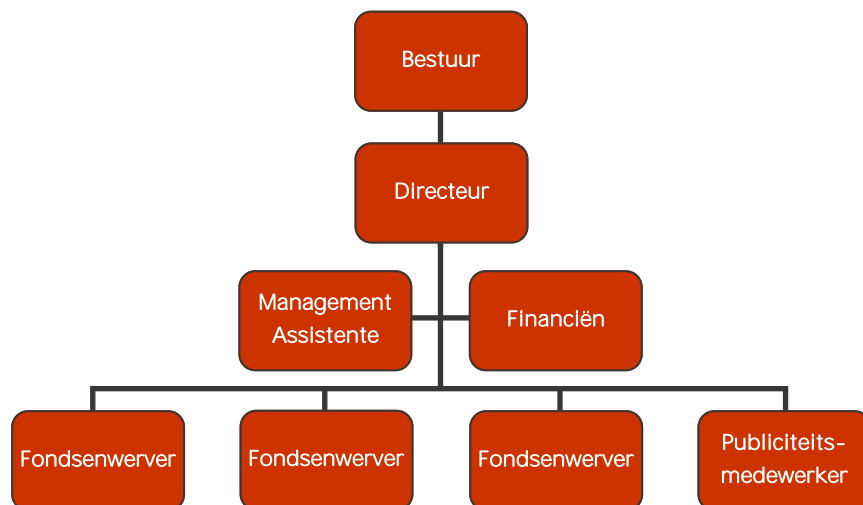 Bestuur
Directeur
Management
Assistente
Financiën
Fondsenwerver
Fondsenwerver
Fondsenwerver
Publiciteits-
medewerker